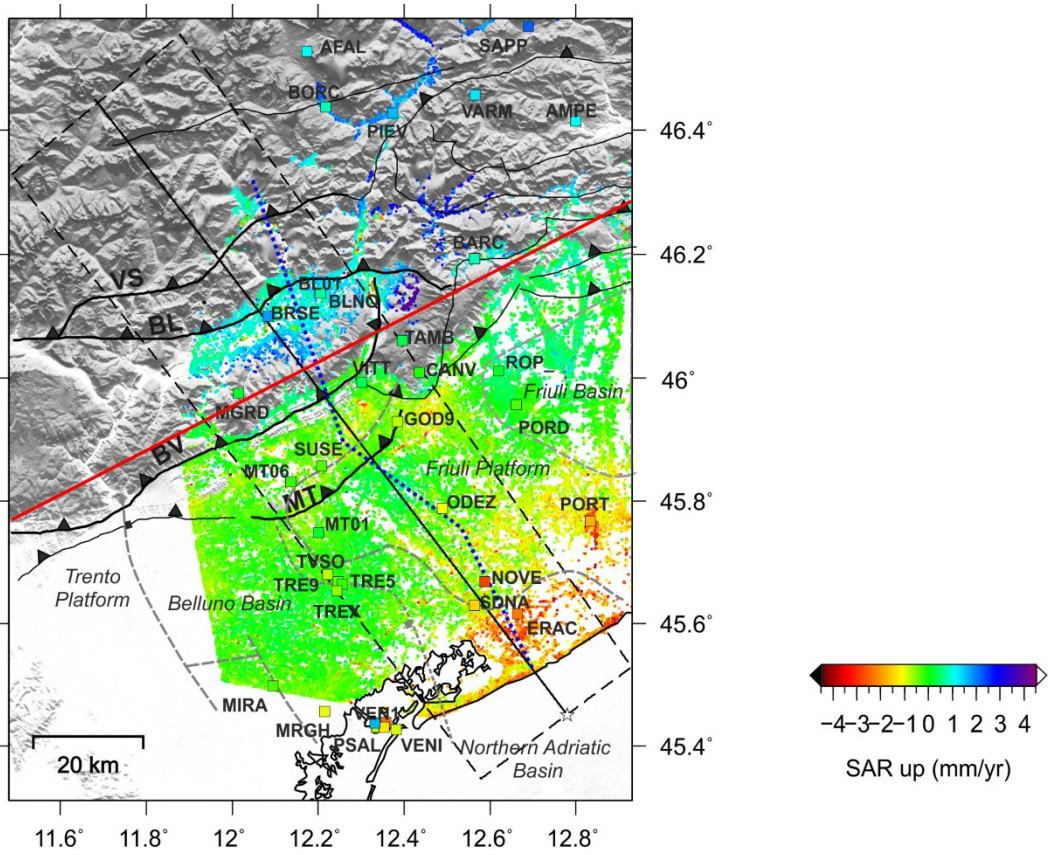 AFAL
SAPP
BORC
PIEV
VARM
AMPE
46.4°
BARC
46.2°
VS
BL
BL01
BLNO
BRSE
TAMB
VITT
CANV
ROP
46°
MGRD
Friuli Basin
GOD9
PORD
BV
SUSE
Friuli Platform
MT06
MT
ODEZ
PORT
45.8°
MT01
TVSO
TRE9
TRE5
NOVE
Trento
Platform
Belluno Basin
TREX
SDNA
ERAC
45.6°
MIRA
MRGH
VEN1
PSAL
VENI
Northern Adriatic
Basin
45.4°
20 km
11.6°
12°
12.2°
12.4°
12.6°
12.8°
−4
−3
−2
−1
0
1
2
3
4
SAR up (mm/yr)